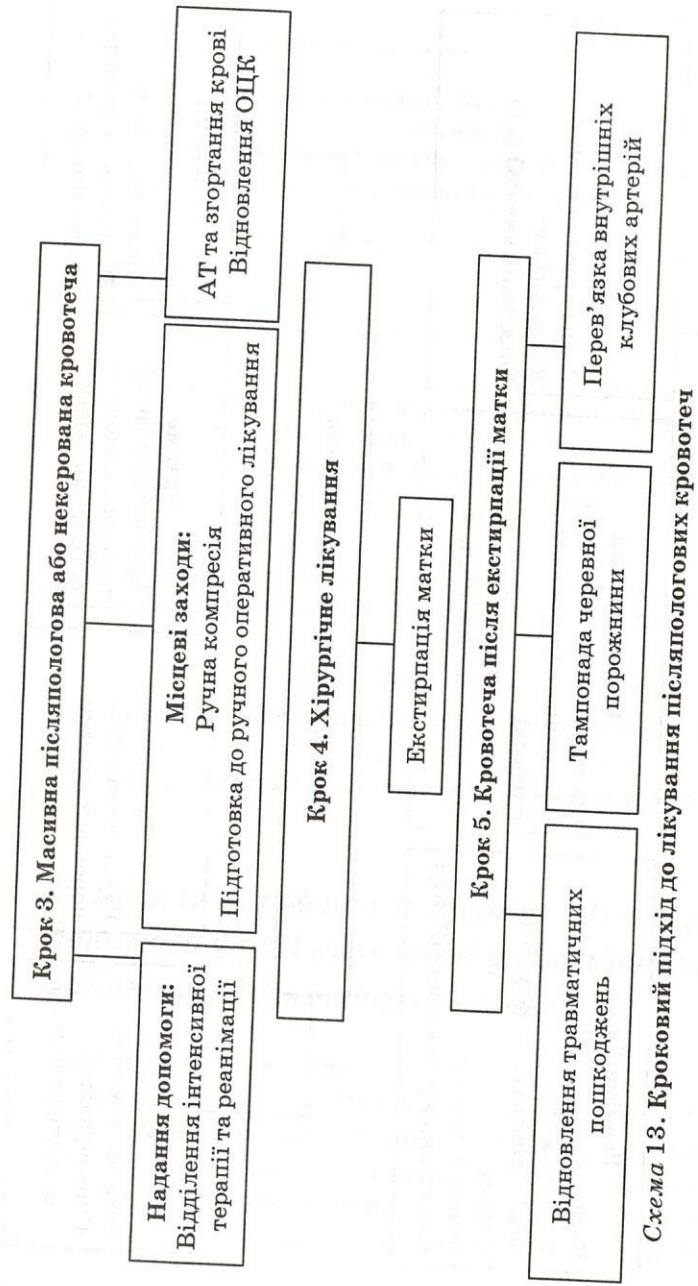 Крок 3. Масивна післяпологова або некерована кровотеча
Надання допомоги:
Відділення інтенсивної
терапії та реанімації
Місцеві заходи:
Ручна компресія
Підготовка до ручного оперативного лікування
АТ та згортання крові
Відновлення ОЦК
Крок 4. Хірургічне лікування
Екстирпація матки
Крок 5. Кровотеча після екстирпації матки
Відновлення травматичних
пошкоджень
Тампонада черевної
порожнини
Перев’язка внутрішніх
клубових артерій
Схема 13. Кроковий підхід до лікування післяпологових кровотеч